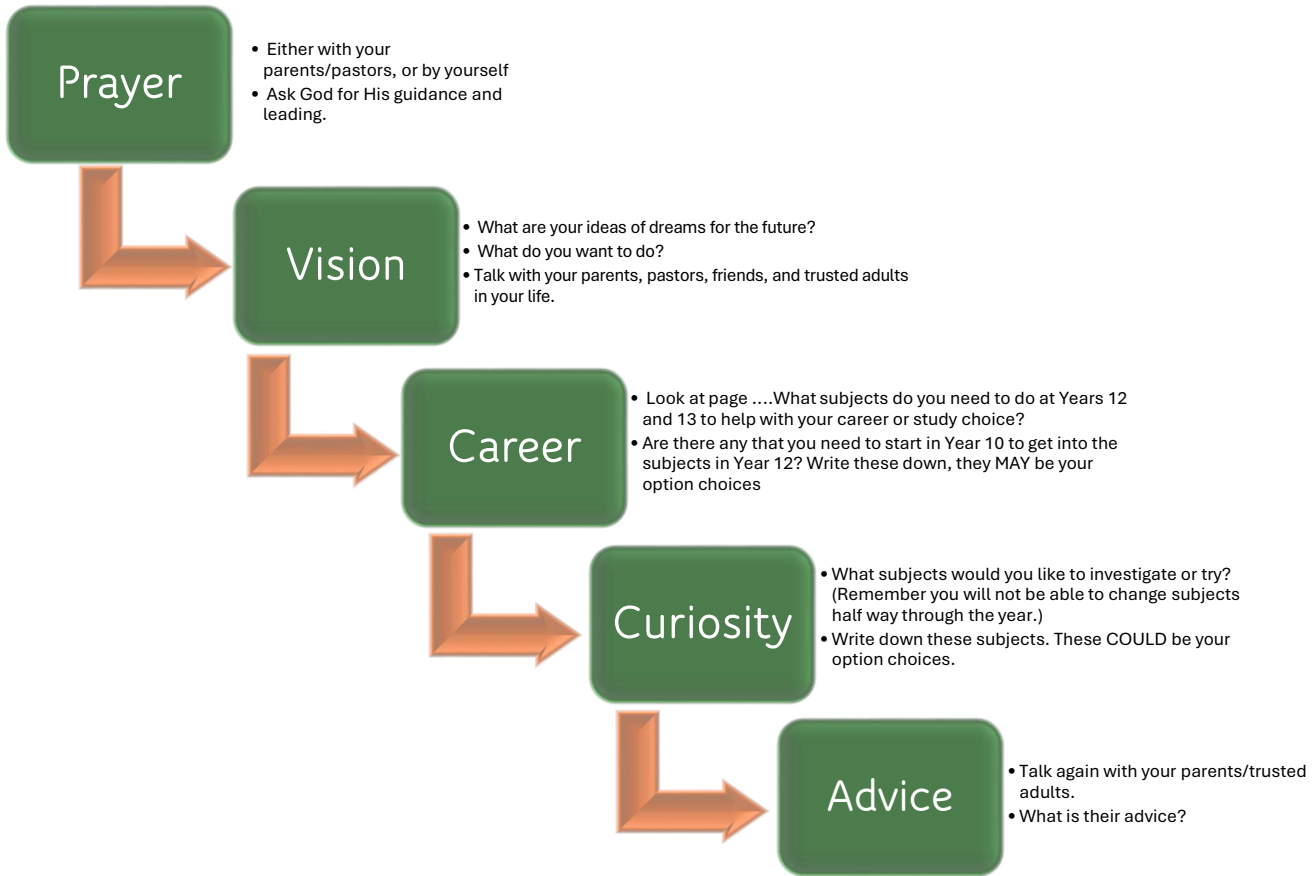 Prayer
• Either with your
parents/pastors, or by yourself
• Ask God for His guidance and
leading.
Vision
• What are your ideas of dreams for the future?
• What do you want to do?
• Talk with your parents, pastors, friends, and trusted adults
in your life.
Career
• Look at page ....What subjects do you need to do at Years 12
and 13 to help with your career or study choice?
• Are there any that you need to start in Year 10 to get into the
subjects in Year 12? Write these down, they MAY be your
option choices
Curiosity
• What subjects would you like to investigate or try?
(Remember you will not be able to change subjects
half way through the year.)
• Write down these subjects. These COULD be your
option choices.
Advice
• Talk again with your parents/trusted
adults.
• What is their advice?